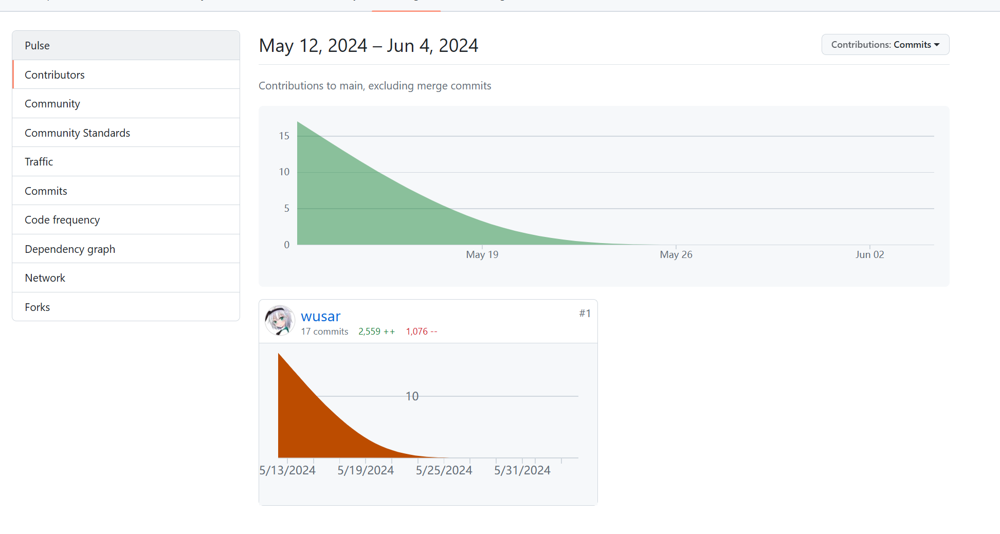 Pulse
Contributors
Community
Community Standards
Traffic
Commits
Code frequency
Dependency graph
Network
Forks
May 12, 2024 – Jun 4, 2024
Contributions: Commits
Contributions to main, excluding merge commits
15
10
5
0
May 19 May 26 Jun 02
wusar #1
17 commits 2,559 ++ 1,076 --
10
5/13/2024 5/19/2024 5/25/2024 5/31/2024